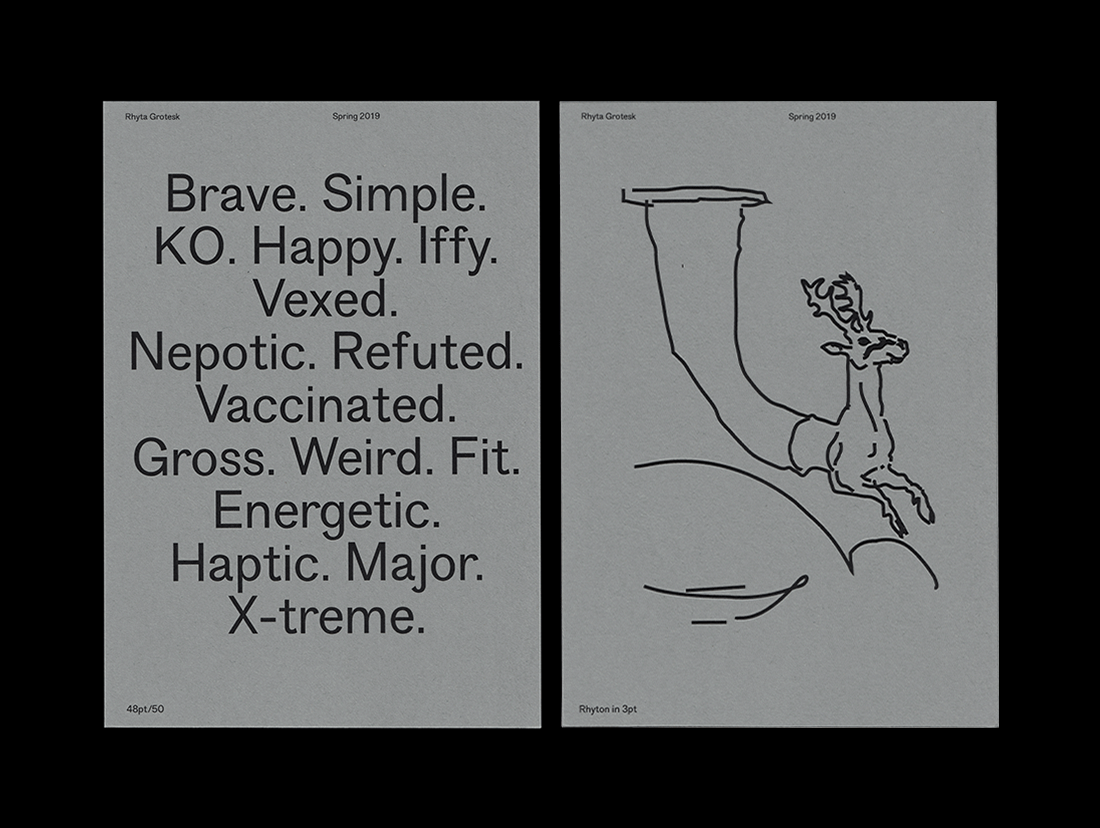 Rhyta Grotesk
Spring 2019
Brave. Simple.
KO. Happy. Iffy.
Vexed.
Nepotic. Refuted.
Vaccinated.
Gross. Weird. Fit.
Energetic.
Haptic. Major.
X-treme.
48pt/50
Rhyta Grotesk
Spring 2019
Rhyton in 3pt